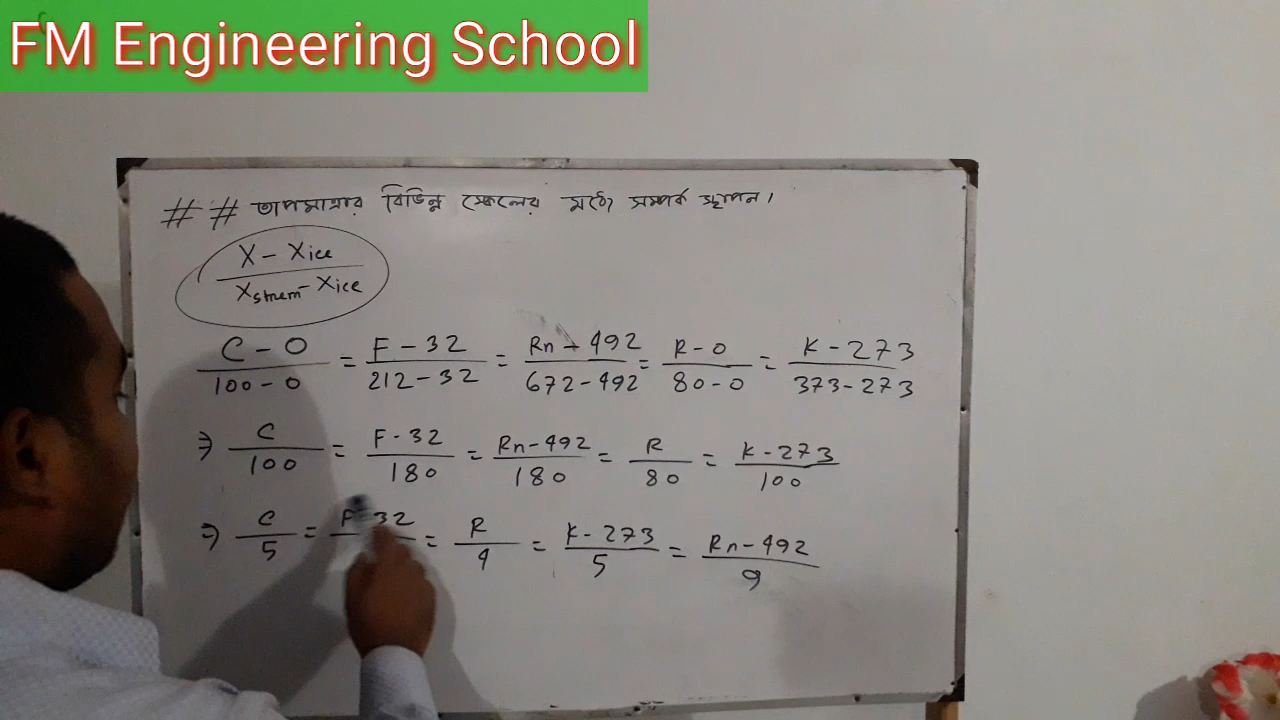 FM Engineering School
## তাপমাত্রার বিভিন্ন স্কেলের মধ্যে সম্পর্ক স্থাপন।
X - Xice / Xstem - Xice
C - 0 / 100 - 0 = F - 32 / 212 - 32 = Rn - 492 / 672 - 492 = R - 0 / 80 - 0 = K - 273 / 373 - 273
⇒ C / 100 = F - 32 / 180 = Rn - 492 / 180 = R / 80 = K - 273 / 100
⇒ C / 5 = F - 32 / = R / 4 = K - 273 / 5 = Rn - 492 / 9